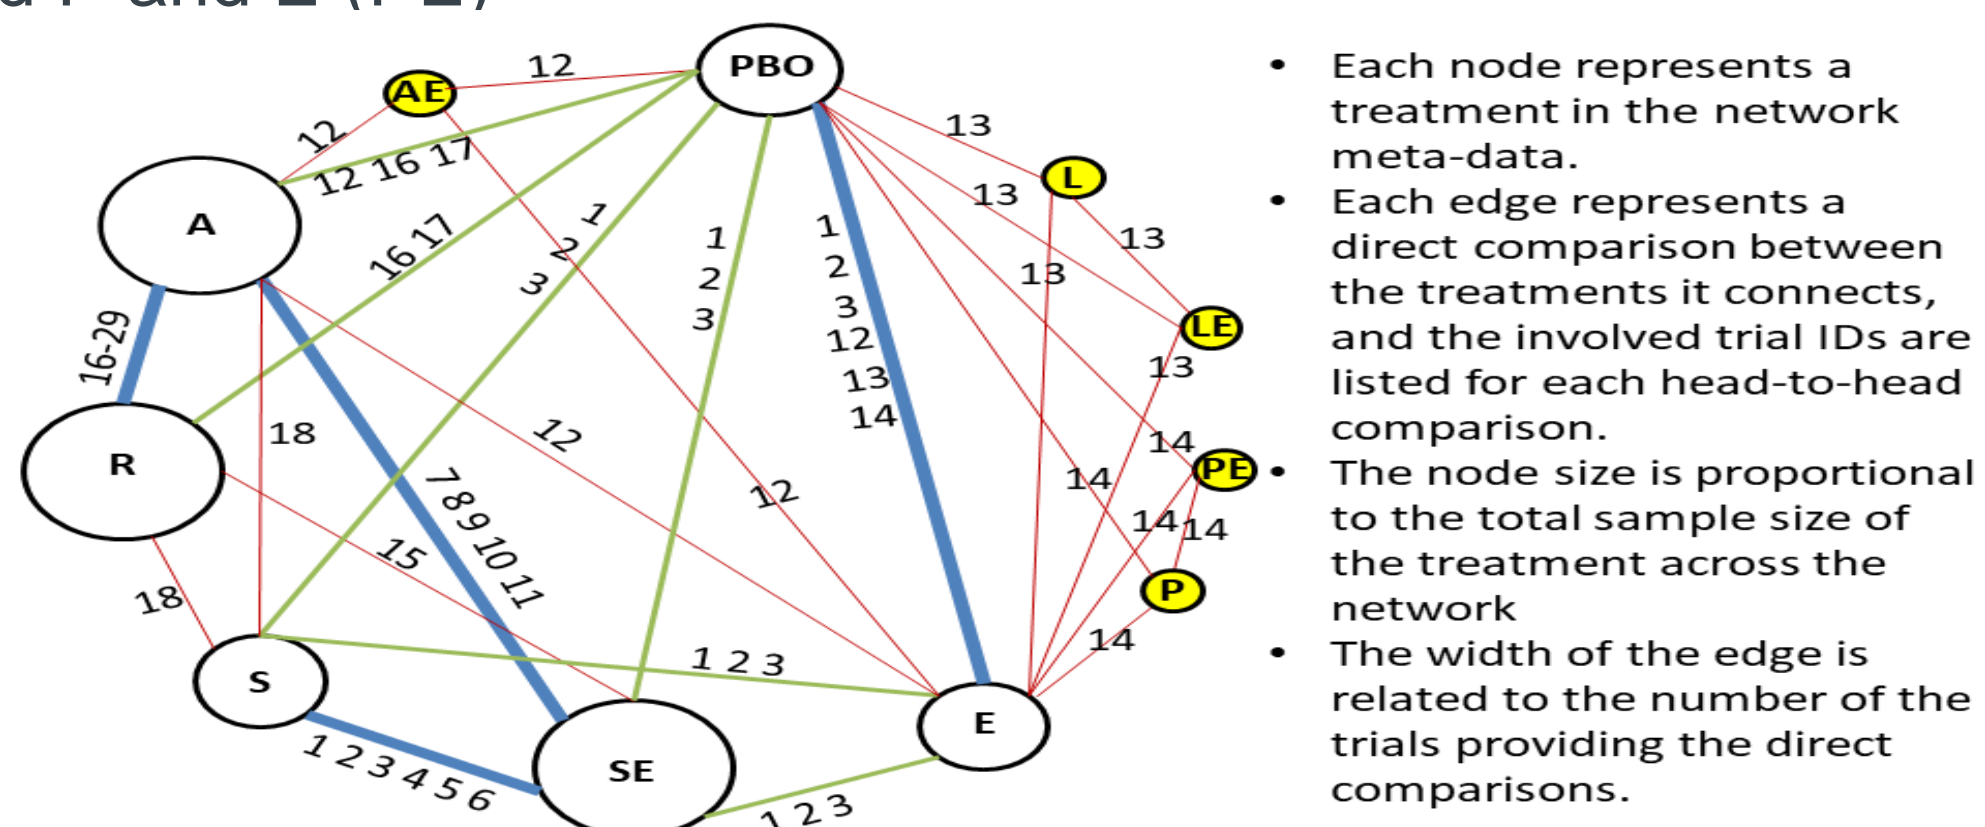 and E (PE)
PBO
12
AE
12
12 16 17
13
L
13
A
16 17
1
2
3
1
2
3
1
2
3
12
13
14
13
13
LE
13
16-29
R
18
12
7 8 9 10 11
12
14
PE
14
14
14
15
18
P
14
S
1 2 3
E
SE
1 2 3 4 5 6
1 2 3
• Each node represents a
treatment in the network
meta-data.
• Each edge represents a
direct comparison between
the treatments it connects,
and the involved trial IDs are
listed for each head-to-head
comparison.
• The node size is proportional
to the total sample size of
the treatment across the
network
• The width of the edge is
related to the number of the
trials providing the direct
comparisons.